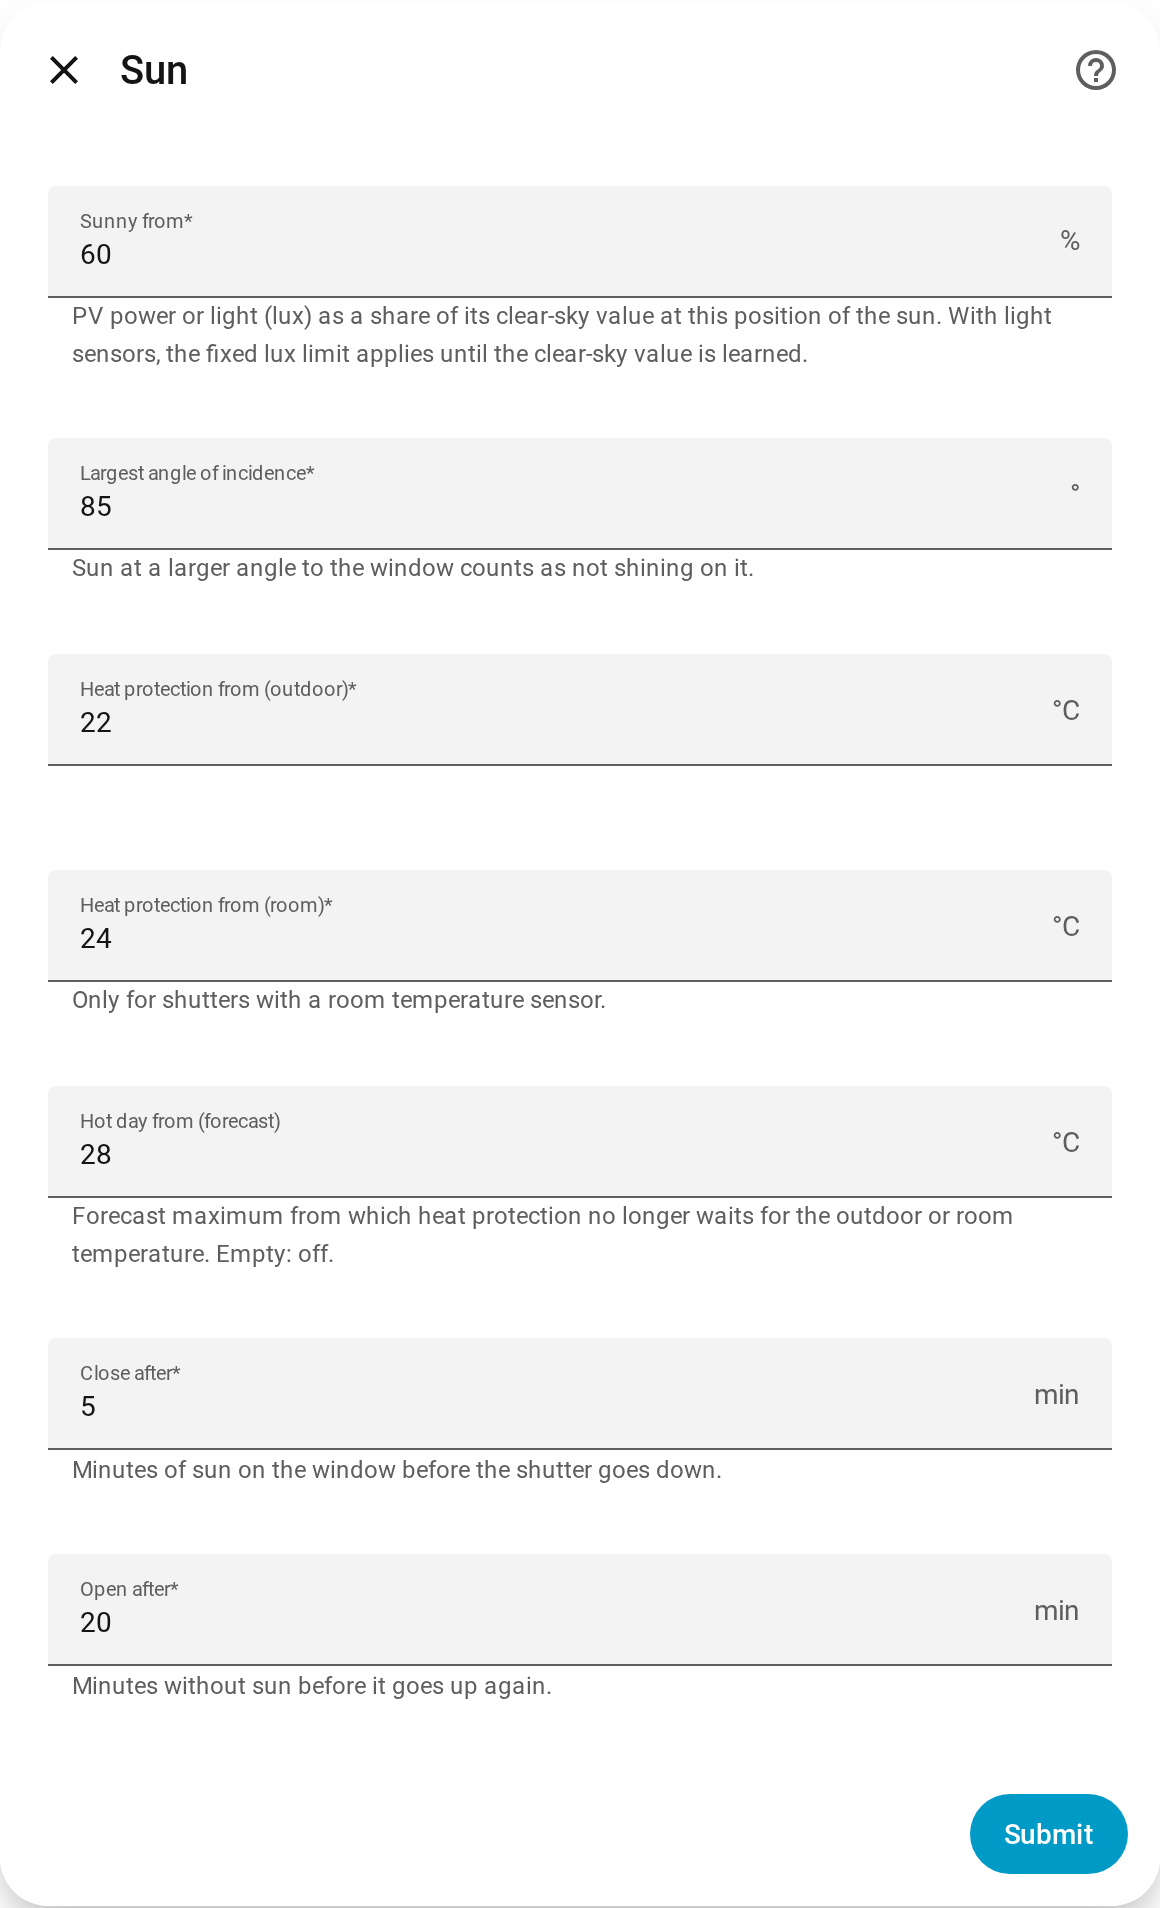 Sun
Sunny from*
60
%
PV power or light (lux) as a share of its clear-sky value at this position of the sun. With light
sensors, the fixed lux limit applies until the clear-sky value is learned.
Largest angle of incidence*
85
°
Sun at a larger angle to the window counts as not shining on it.
Heat protection from (outdoor)*
22
°C
Heat protection from (room)*
24
°C
Only for shutters with a room temperature sensor.
Hot day from (forecast)
28
°C
Forecast maximum from which heat protection no longer waits for the outdoor or room
temperature. Empty: off.
Close after*
5
min
Minutes of sun on the window before the shutter goes down.
Open after*
20
min
Minutes without sun before it goes up again.
Submit